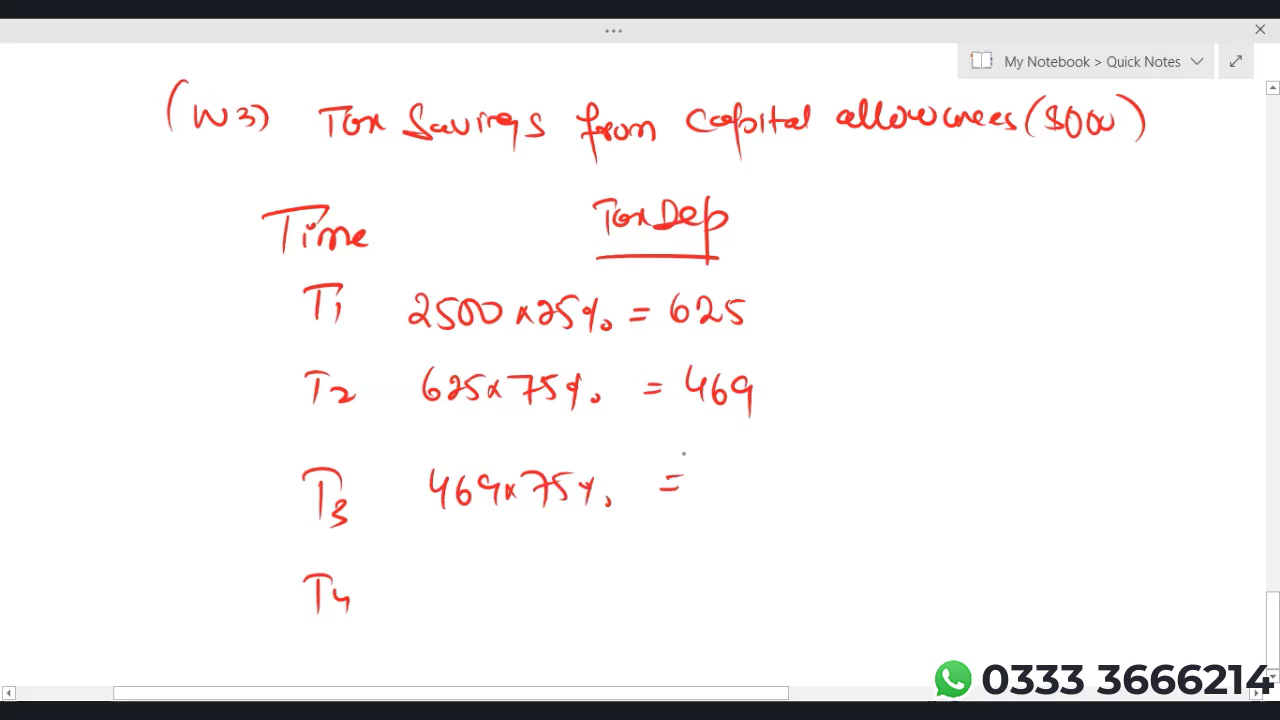 My Notebook > Quick Notes
(W3) Tax Savings from Capital allowances ($000)
Time Tax Dep
T1 2500 x 25% = 625
T2 625 x 75% = 469
T3 469 x 75% =
T4
0333 3666214